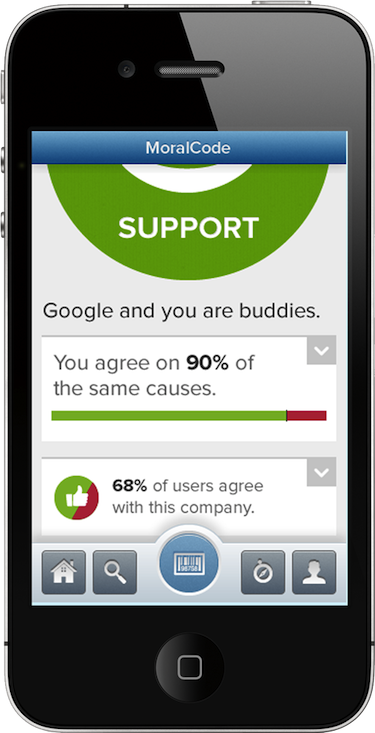 MoralCode
SUPPORT
Google and you are buddies.
You agree on 90% of
the same causes.
68% of users agree
with this company.